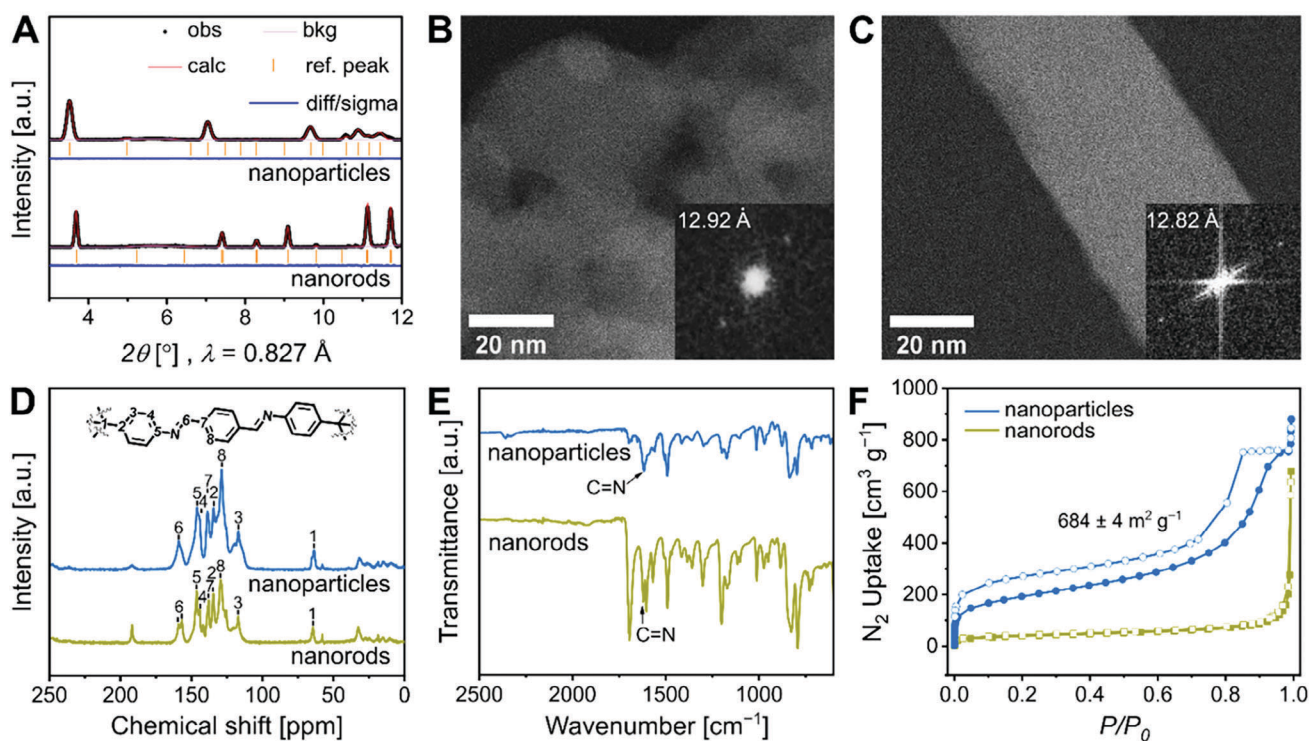 A
obs
bkg
calc
ref. peak
diff/sigma
nanoparticles
nanorods
Intensity [a.u.]
4
6
8
10
12
2θ [°] , λ = 0.827 Å
B
12.92 Å
20 nm
C
12.82 Å
20 nm
D
1
2
3
4
5
N
6
7
8
N
8
7
5
4
2
6
3
1
nanoparticles
8
2
5
7
4
6
3
1
nanorods
Intensity [a.u.]
250
200
150
100
50
0
Chemical shift [ppm]
E
nanoparticles
C=N
nanorods
C=N
Transmittance [a.u.]
2500
2000
1500
1000
Wavenumber [cm⁻¹]
F
nanoparticles
nanorods
684 ± 4 m² g⁻¹
N₂ Uptake [cm³ g⁻¹]
1000
800
600
400
200
0
0.0
0.2
0.4
0.6
0.8
1.0
P/P₀